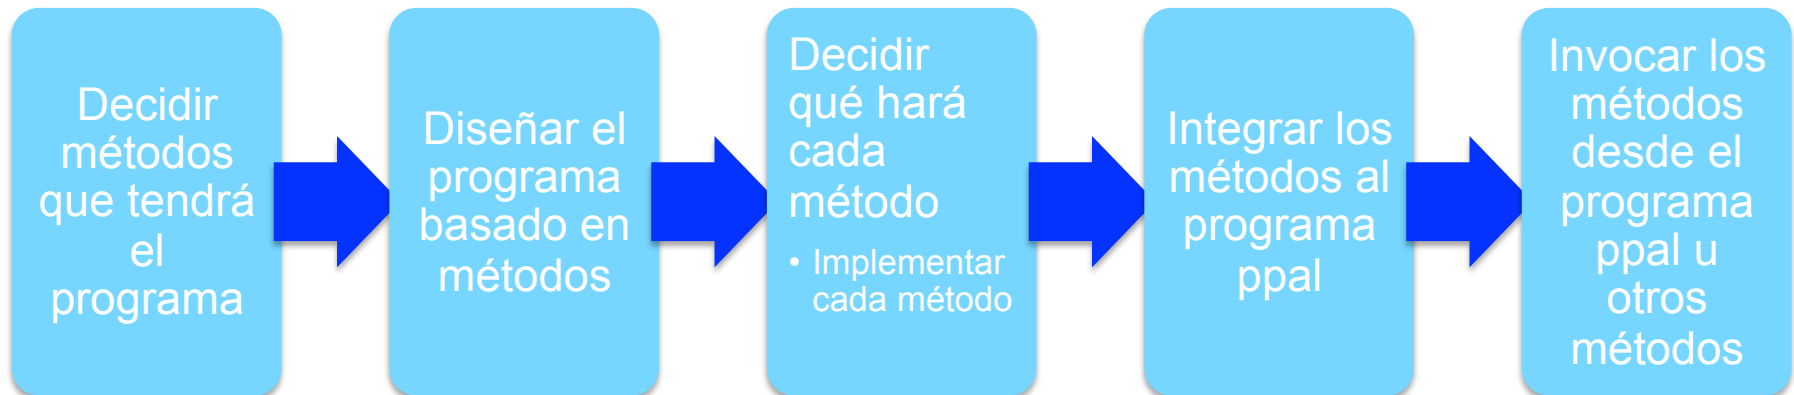 Decidir
métodos
que tendrá
el
programa
Diseñar el
programa
basado en
métodos
Decidir
qué hará
cada
método
• Implementar
cada método
Integrar los
métodos al
programa
ppal
Invocar los
métodos
desde el
programa
ppal u
otros
métodos